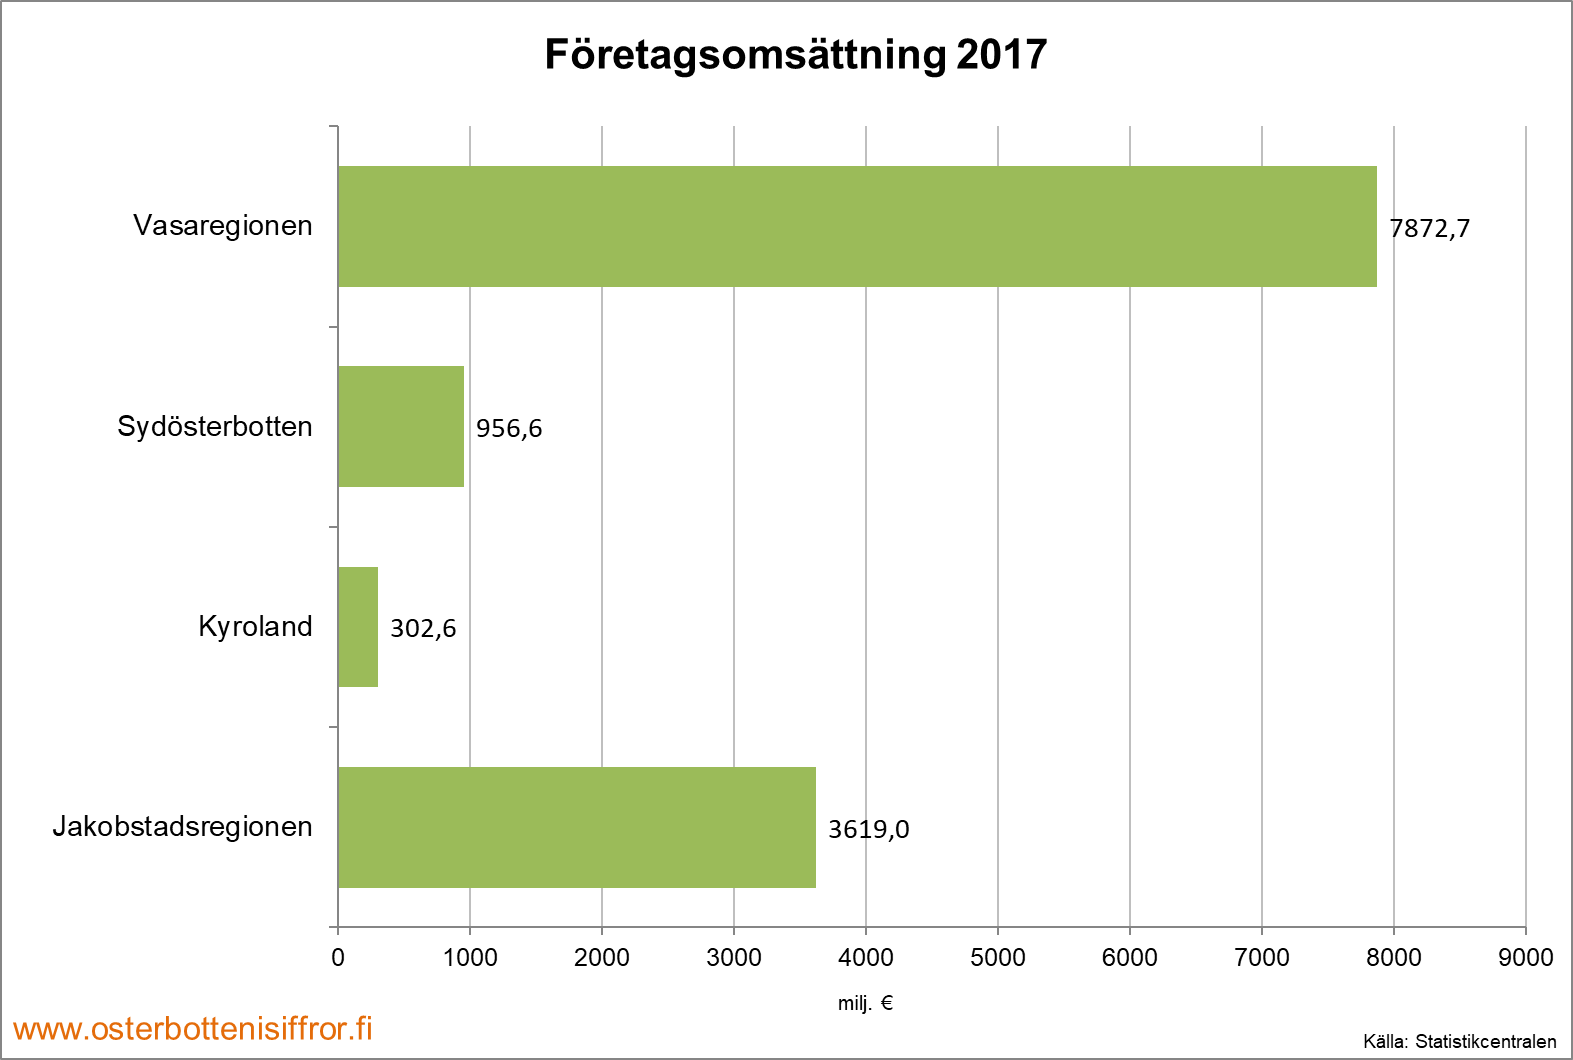 Företagsomsättning 2017
Vasaregionen
7872,7
Sydösterbotten
956,6
Kyroland
302,6
Jakobstadsregionen
3619,0
0 1000 2000 3000 4000 5000 6000 7000 8000 9000
milj. €
www.osterbottenisiffror.fi
Källa: Statistikcentralen